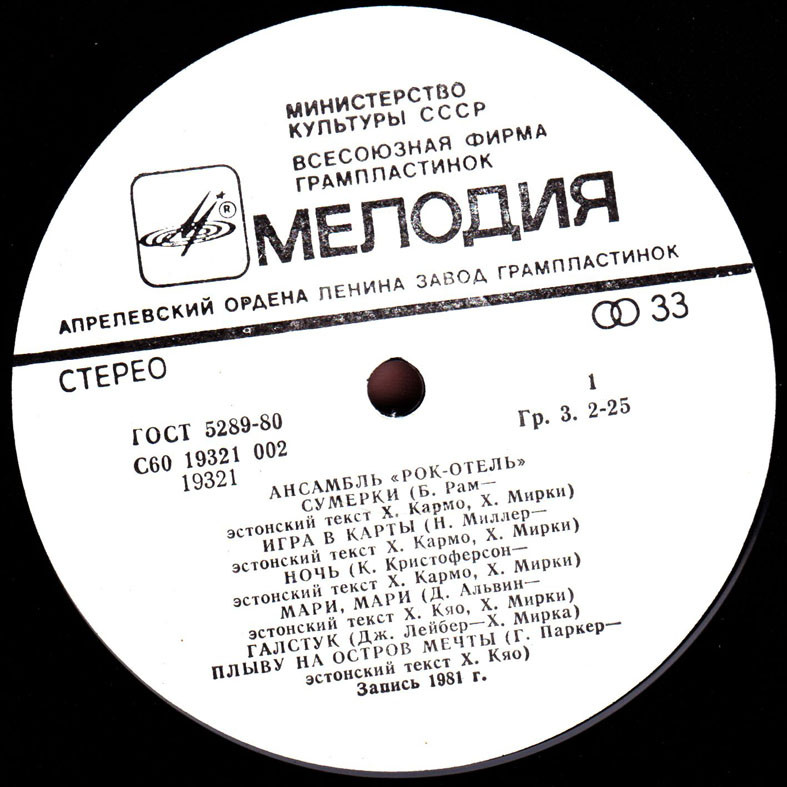 МИНИСТЕРСТВО
КУЛЬТУРЫ СССР
ВСЕСОЮЗНАЯ ФИРМА
ГРАМПЛАСТИНОК
®
МЕЛОДИЯ
АПРЕЛЕВСКИЙ ОРДЕНА ЛЕНИНА ЗАВОД ГРАМПЛАСТИНОК
СТЕРЕО
33
ГОСТ 5289-80
1
С60 19321 002
Гр. 3. 2-25
19321
АНСАМБЛЬ «РОК-ОТЕЛЬ»
СУМЕРКИ (Б. Рам—
эстонский текст Х. Кармо, Х. Мирки)
ИГРА В КАРТЫ (Н. Миллер—
эстонский текст Х. Кармо, Х. Мирки)
НОЧЬ (К. Кристоферсон—
эстонский текст Х. Кармо, Х. Мирки)
МАРИ, МАРИ (Д. Альвин—
эстонский текст Х. Кяо, Х. Мирки)
ГАЛСТУК (Дж. Лейбер—Х. Мирка)
ПЛЫВУ НА ОСТРОВ МЕЧТЫ (Г. Паркер—
эстонский текст Х. Кяо)
Запись 1981 г.